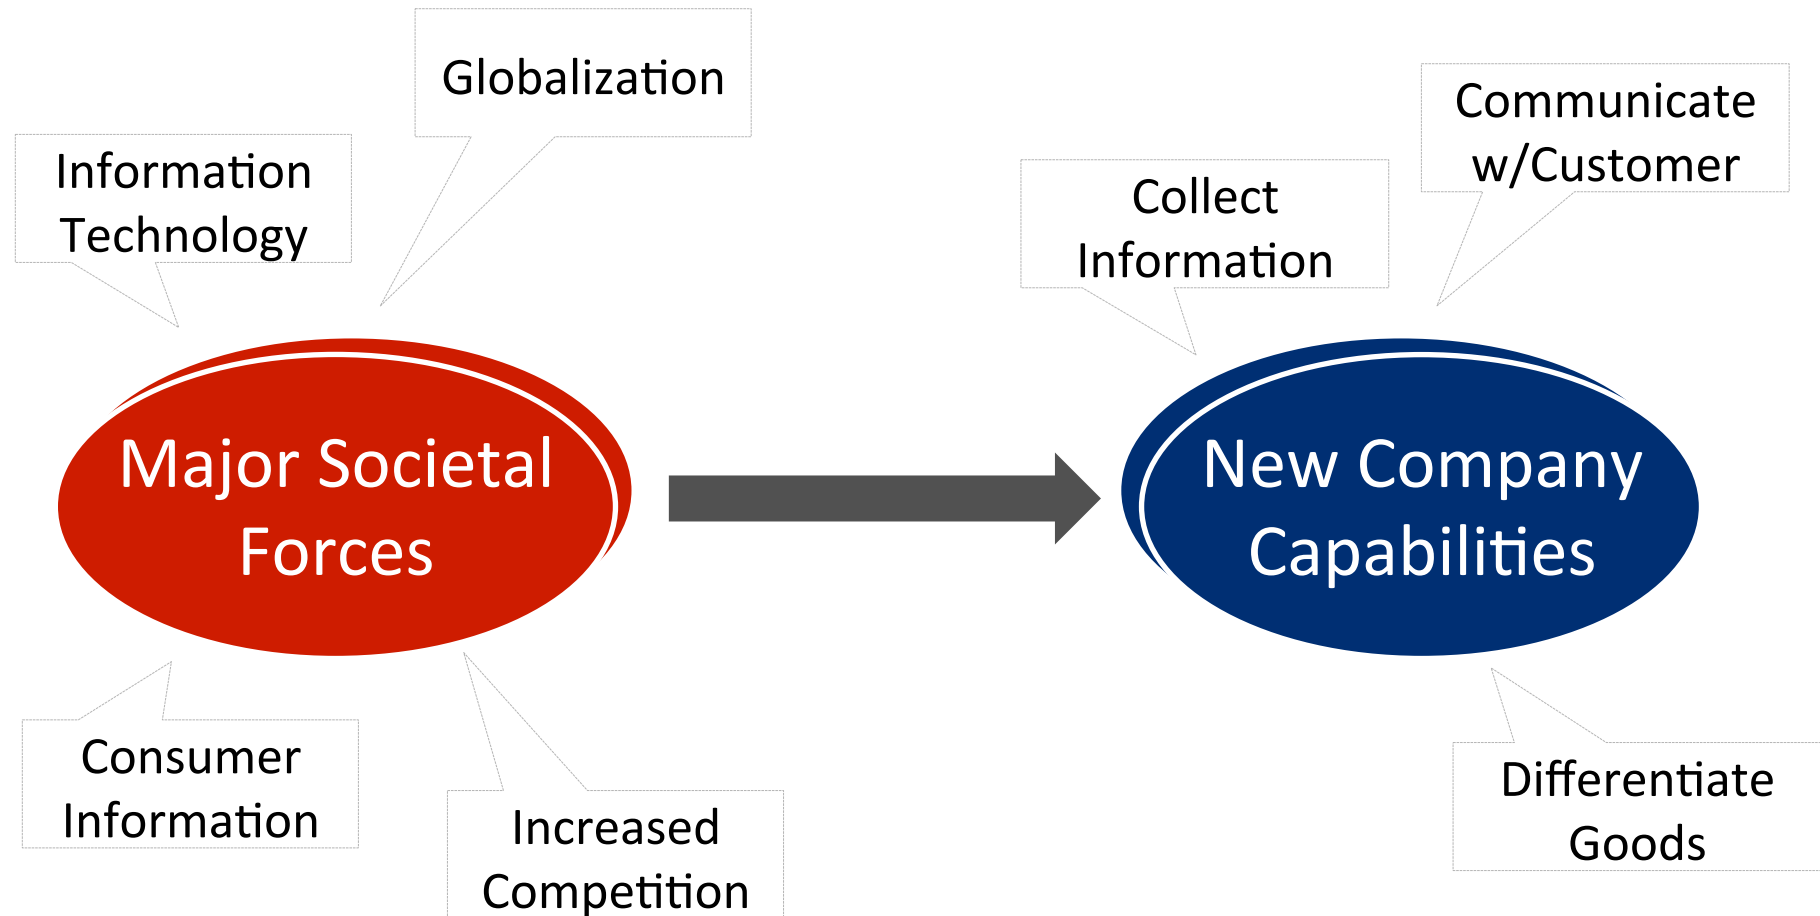 Globalization
Information
Technology
Major Societal
Forces
Consumer
Information
Increased
Competition
Communicate
w/Customer
Collect
Information
New Company
Capabilities
Differentiate
Goods